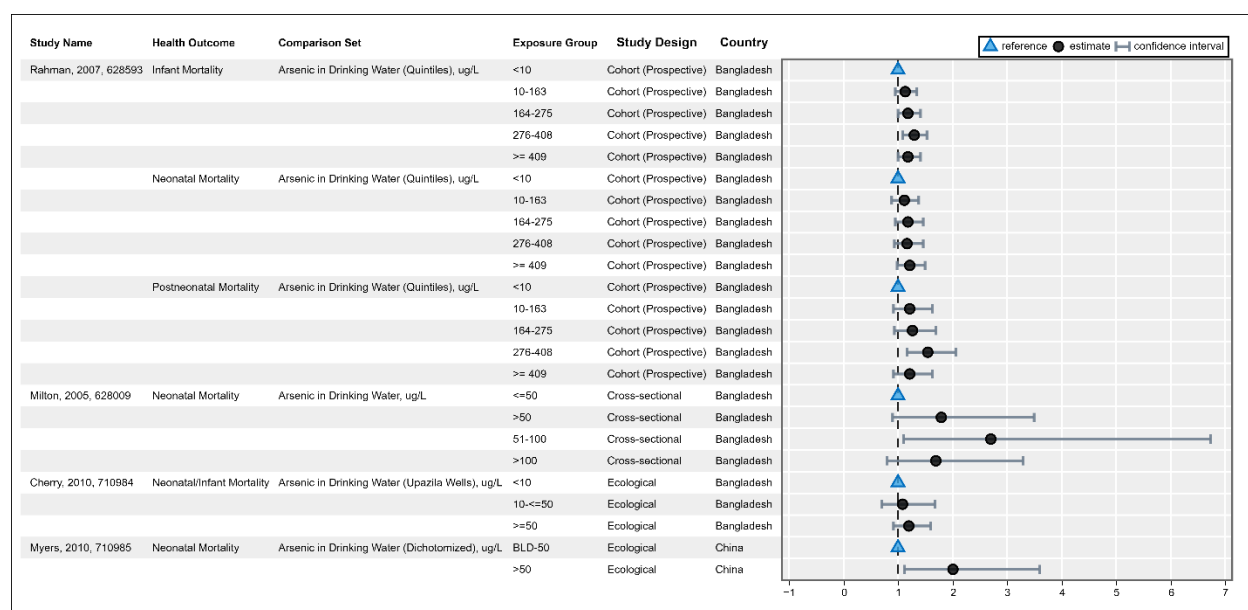 Study Name Health Outcome Comparison Set Exposure Group Study Design Country
reference estimate confidence interval
Rahman, 2007, 628593 Infant Mortality Arsenic in Drinking Water (Quintiles), ug/L <10 Cohort (Prospective) Bangladesh
10-163 Cohort (Prospective) Bangladesh
164-275 Cohort (Prospective) Bangladesh
276-408 Cohort (Prospective) Bangladesh
>= 409 Cohort (Prospective) Bangladesh
Neonatal Mortality Arsenic in Drinking Water (Quintiles), ug/L <10 Cohort (Prospective) Bangladesh
10-163 Cohort (Prospective) Bangladesh
164-275 Cohort (Prospective) Bangladesh
276-408 Cohort (Prospective) Bangladesh
>= 409 Cohort (Prospective) Bangladesh
Postneonatal Mortality Arsenic in Drinking Water (Quintiles), ug/L <10 Cohort (Prospective) Bangladesh
10-163 Cohort (Prospective) Bangladesh
164-275 Cohort (Prospective) Bangladesh
276-408 Cohort (Prospective) Bangladesh
>= 409 Cohort (Prospective) Bangladesh
Milton, 2005, 628009 Neonatal Mortality Arsenic in Drinking Water, ug/L <=50 Cross-sectional Bangladesh
>50 Cross-sectional Bangladesh
51-100 Cross-sectional Bangladesh
>100 Cross-sectional Bangladesh
Cherry, 2010, 710984 Neonatal/Infant Mortality Arsenic in Drinking Water (Upazila Wells), ug/L <10 Ecological Bangladesh
10-<=50 Ecological Bangladesh
>=50 Ecological Bangladesh
Myers, 2010, 710985 Neonatal Mortality Arsenic in Drinking Water (Dichotomized), ug/L BLD-50 Ecological China
>50 Ecological China
−1 0 1 2 3 4 5 6 7